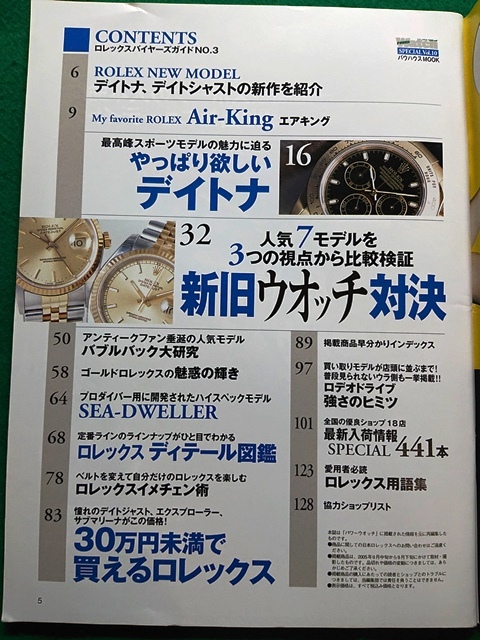 CONTENTS
ロレックスバイヤーズガイドNO.3
SPECIAL Vol.10
パワハウスMOOK
6 ROLEX NEW MODEL
デイトナ、デイトジャストの新作を紹介
9 My favorite ROLEX Air-King エアキング
最高峰スポーツモデルの魅力に迫る
やっぱり欲しい
デイトナ
16
32 人気7モデルを
3つの視点から比較検証
新旧ウオッチ対決
50 アンティークファン垂涎の人気モデル
バブルバック大研究
58 ゴールドロレックスの魅惑の輝き
64 プロダイバー用に開発されたハイスペックモデル
SEA-DWELLER
68 定番ラインのラインナップがひと目でわかる
ロレックス ディテール図鑑
78 ベルトを変えて自分だけのロレックスを楽しむ
ロレックスイメチェン術
83 憧れのデイトジャスト、エクスプローラー、
サブマリーナがこの価格!
30万円未満で
買えるロレックス
89 掲載商品早分かりインデックス
97 買い取りモデルが店頭に並ぶまで!
普段見られないウラ側も一挙掲載!!
ロデオドライブ
強さのヒミツ
101 全国の優良ショップ18店
最新入荷情報
SPECIAL 441本
123 愛用者必読
ロレックス用語集
128 協力ショップリスト
5